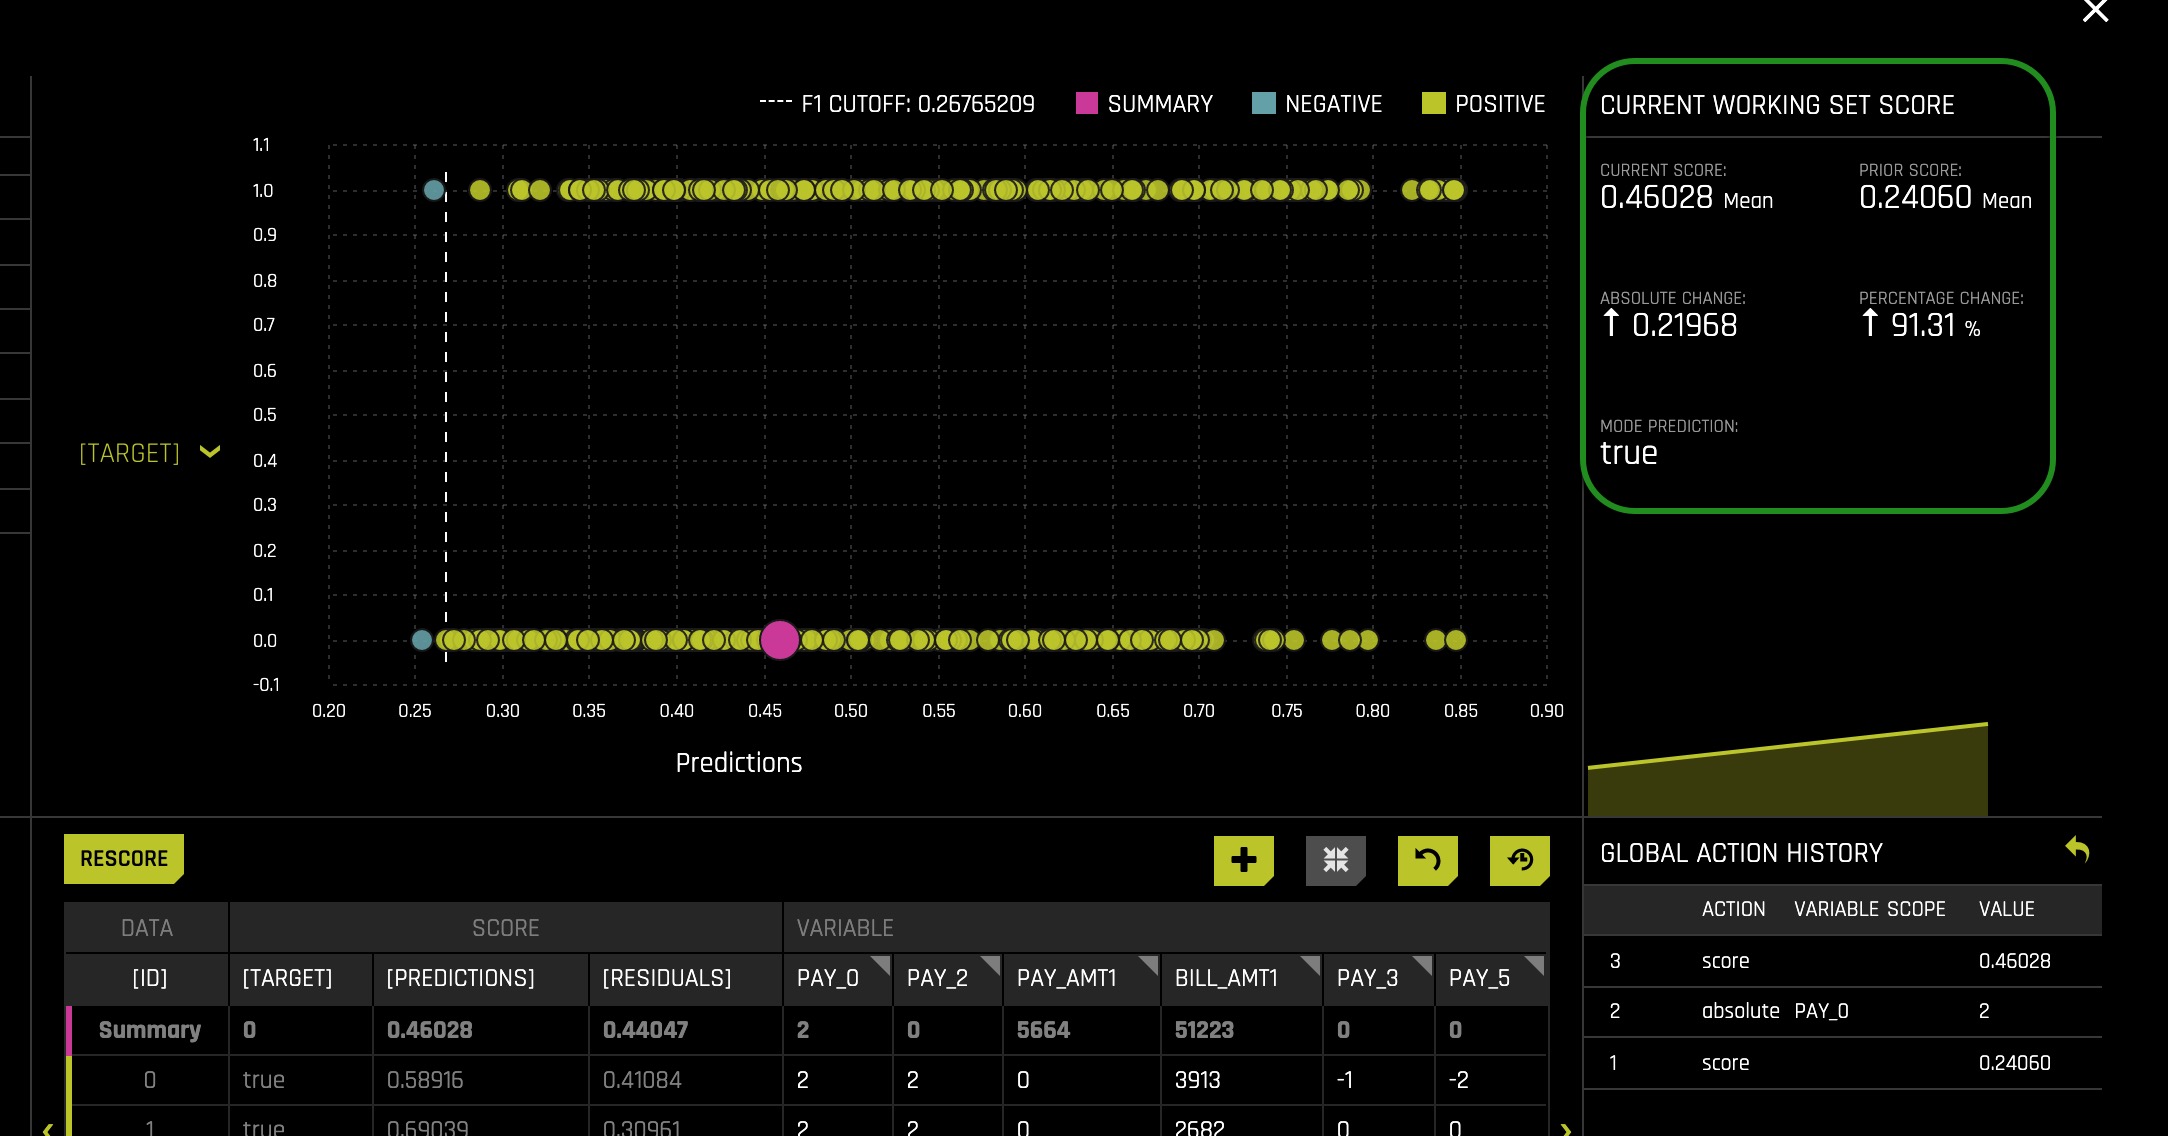 F1 CUTOFF: 0.26765209 SUMMARY NEGATIVE POSITIVE
1.1
1.0
0.9
0.8
0.7
0.6
0.5
0.4
0.3
0.2
0.1
0.0
-0.1
[TARGET]
0.20 0.25 0.30 0.35 0.40 0.45 0.50 0.55 0.60 0.65 0.70 0.75 0.80 0.85 0.90
Predictions
CURRENT WORKING SET SCORE
CURRENT SCORE: PRIOR SCORE:
0.46028 Mean 0.24060 Mean
ABSOLUTE CHANGE: PERCENTAGE CHANGE:
↑ 0.21968 ↑ 91.31 %
MODE PREDICTION:
true
RESCORE
DATA SCORE VARIABLE
[ID] [TARGET] [PREDICTIONS] [RESIDUALS] PAY_0 PAY_2 PAY_AMT1 BILL_AMT1 PAY_3 PAY_5
Summary 0 0.46028 0.44047 2 0 5664 51223 0 0
0 true 0.58916 0.41084 2 2 0 3913 -1 -2
1 true 0.69039 0.30961 2 2 0 2682 0 0
GLOBAL ACTION HISTORY
ACTION VARIABLE SCOPE VALUE
3 score 0.46028
2 absolute PAY_0 2
1 score 0.24060